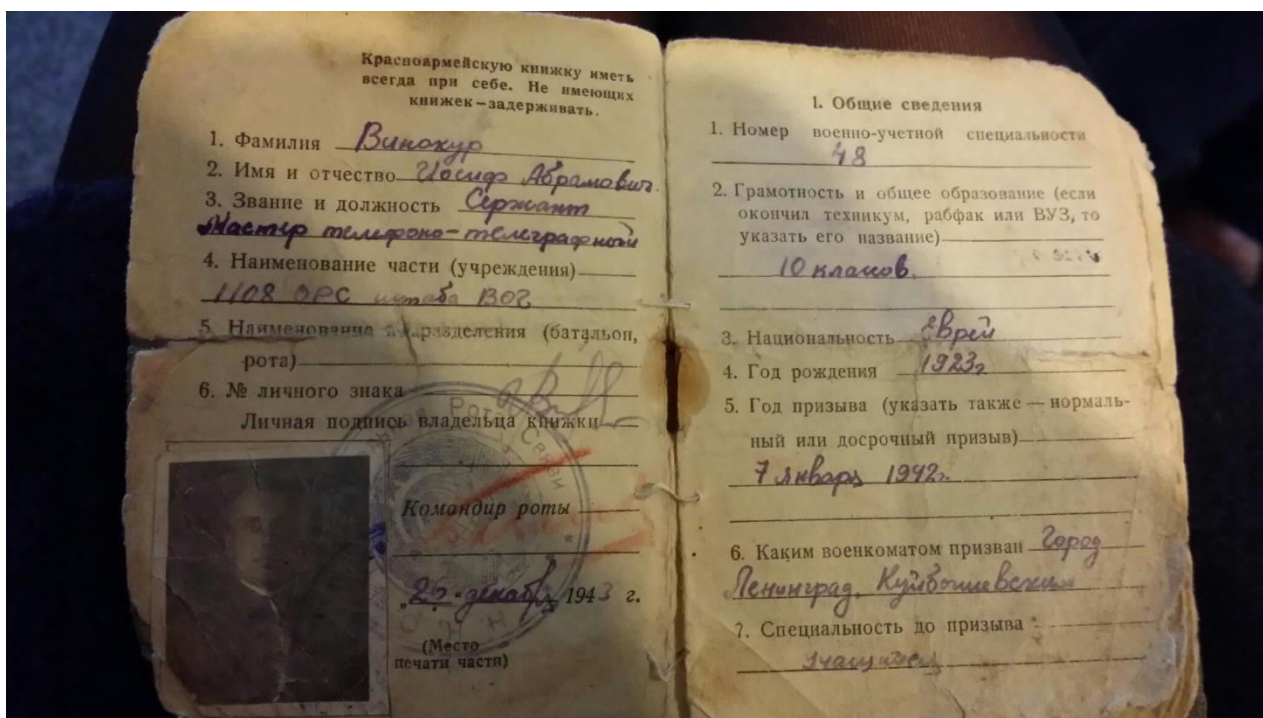 Красноармейскую книжку иметь
всегда при себе. Не имеющих
книжек—задерживать.
1. Фамилия Винокур
2. Имя и отчество Иосиф Абрамович
3. Звание и должность Сержант
Мастер телефоно-телеграфный
4. Наименование части (учреждения)
1108 ОРС штаба ВОГ
5. Наименование подразделения (батальон,
рота)
6. № личного знака
Личная подпись владельца книжки
Рота Связи
Командир роты
„26" декабря 1943 г.
(Место
печати части)
I. Общие сведения
1. Номер военно-учетной специальности
48
2. Грамотность и общее образование (если
окончил техникум, рабфак или ВУЗ, то
указать его название)
10 класов.
3. Национальность Еврей
4. Год рождения 1923г
5. Год призыва (указать также — нормаль-
ный или досрочный призыв)
7 январь 1942г.
6. Каким военкоматом призван Город
Ленинград, Куйбышевским
7. Специальность до призыва
учащийся